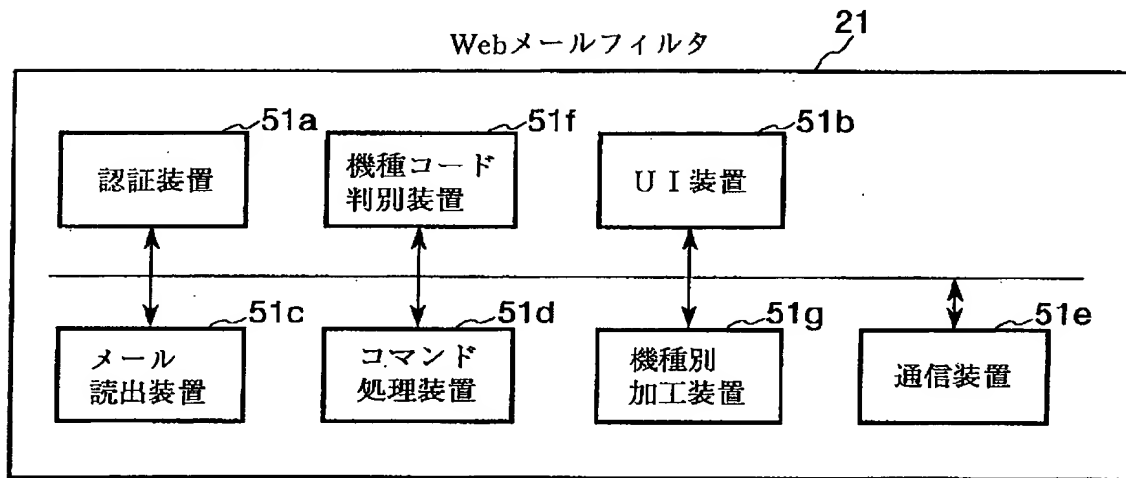 Webメールフィルタ
21
51a
認証装置
51f
機種コード
判別装置
51b
UI装置
51c
メール
読出装置
51d
コマンド
処理装置
51g
機種別
加工装置
51e
通信装置